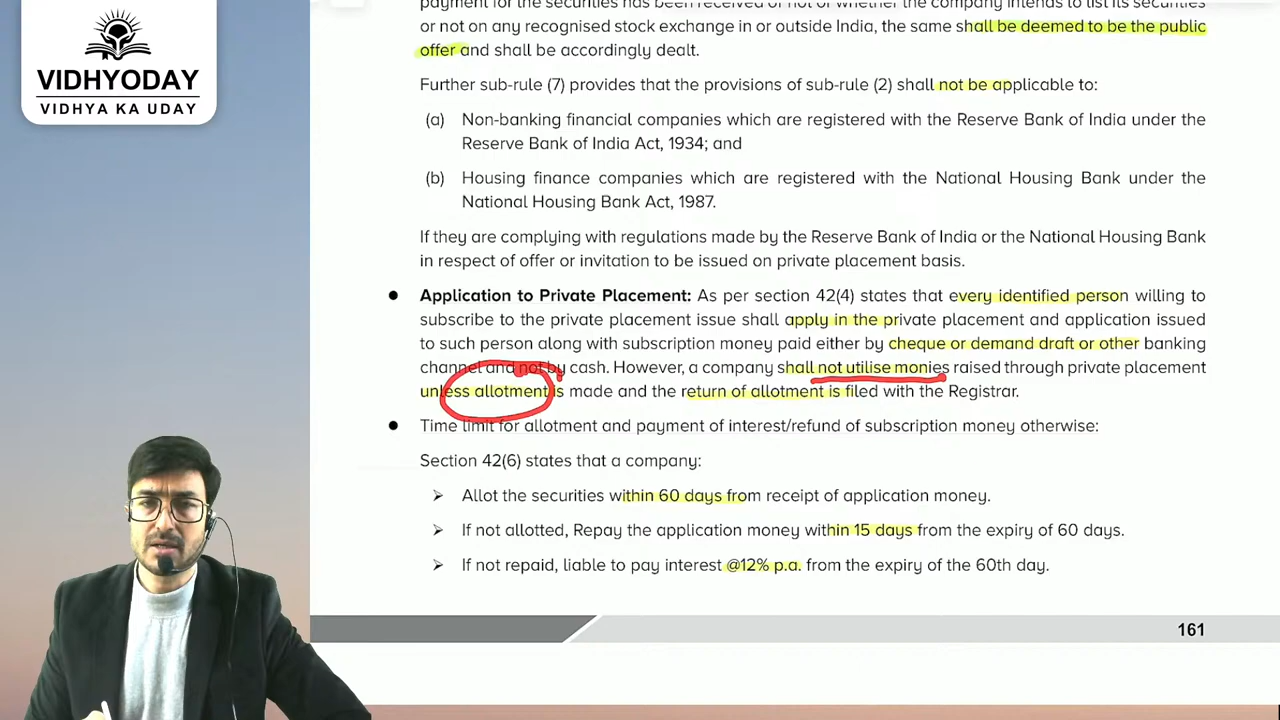 VIDHYODAY
VIDHYA KA UDAY
payment for the securities has been received or not or whether the company intends to list its securities
or not on any recognised stock exchange in or outside India, the same shall be deemed to be the public
offer and shall be accordingly dealt.
Further sub-rule (7) provides that the provisions of sub-rule (2) shall not be applicable to:
(a) Non-banking financial companies which are registered with the Reserve Bank of India under the
Reserve Bank of India Act, 1934; and
(b) Housing finance companies which are registered with the National Housing Bank under the
National Housing Bank Act, 1987.
If they are complying with regulations made by the Reserve Bank of India or the National Housing Bank
in respect of offer or invitation to be issued on private placement basis.
● Application to Private Placement: As per section 42(4) states that every identified person willing to
subscribe to the private placement issue shall apply in the private placement and application issued
to such person along with subscription money paid either by cheque or demand draft or other banking
channel and not by cash. However, a company shall not utilise monies raised through private placement
unless allotment is made and the return of allotment is filed with the Registrar.
● Time limit for allotment and payment of interest/refund of subscription money otherwise:
Section 42(6) states that a company:
➢ Allot the securities within 60 days from receipt of application money.
➢ If not allotted, Repay the application money within 15 days from the expiry of 60 days.
➢ If not repaid, liable to pay interest @12% p.a. from the expiry of the 60th day.
161